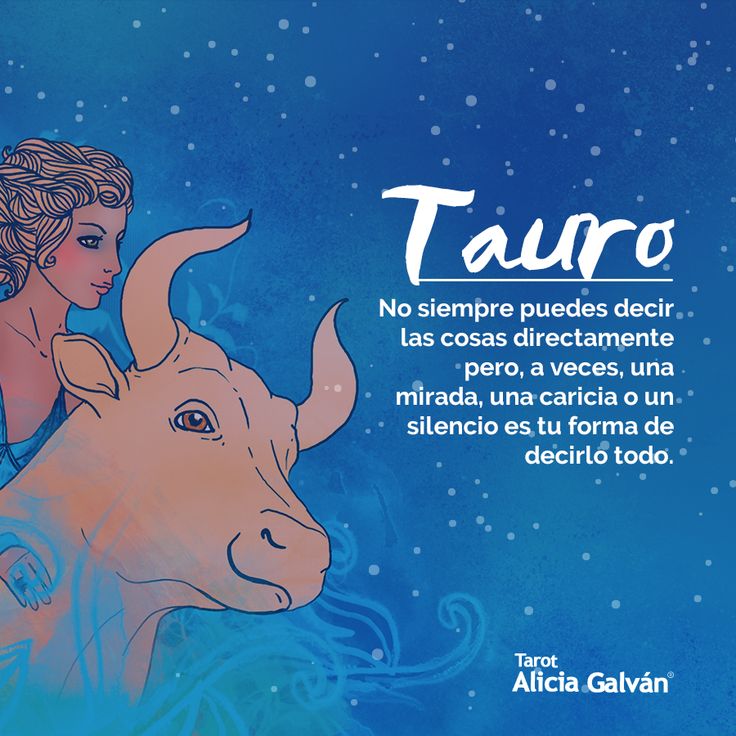 Tauro
No siempre puedes decir
las cosas directamente
pero, a veces, una
mirada, una caricia o un
silencio es tu forma de
decirlo todo.
Tarot
Alicia Galván®